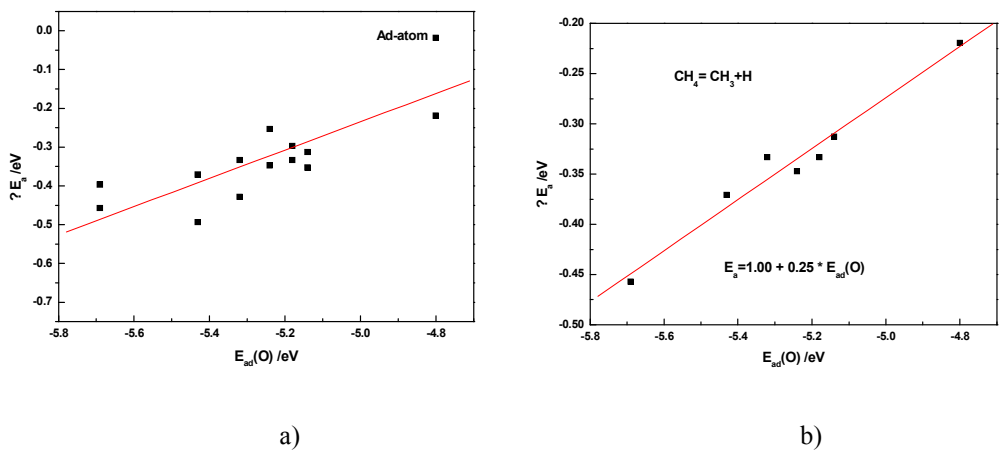 0.0
-0.1
-0.2
-0.3
-0.4
-0.5
-0.6
-0.7
? E_a /eV
Ad-atom
-5.8 -5.6 -5.4 -5.2 -5.0 -4.8
E_ad(O) /eV
a)
-0.20
-0.25
-0.30
-0.35
-0.40
-0.45
-0.50
? E_a /eV
CH_4= CH_3+H
E_a=1.00 + 0.25 * E_ad(O)
-5.8 -5.6 -5.4 -5.2 -5.0 -4.8
E_ad(O) /eV
b)